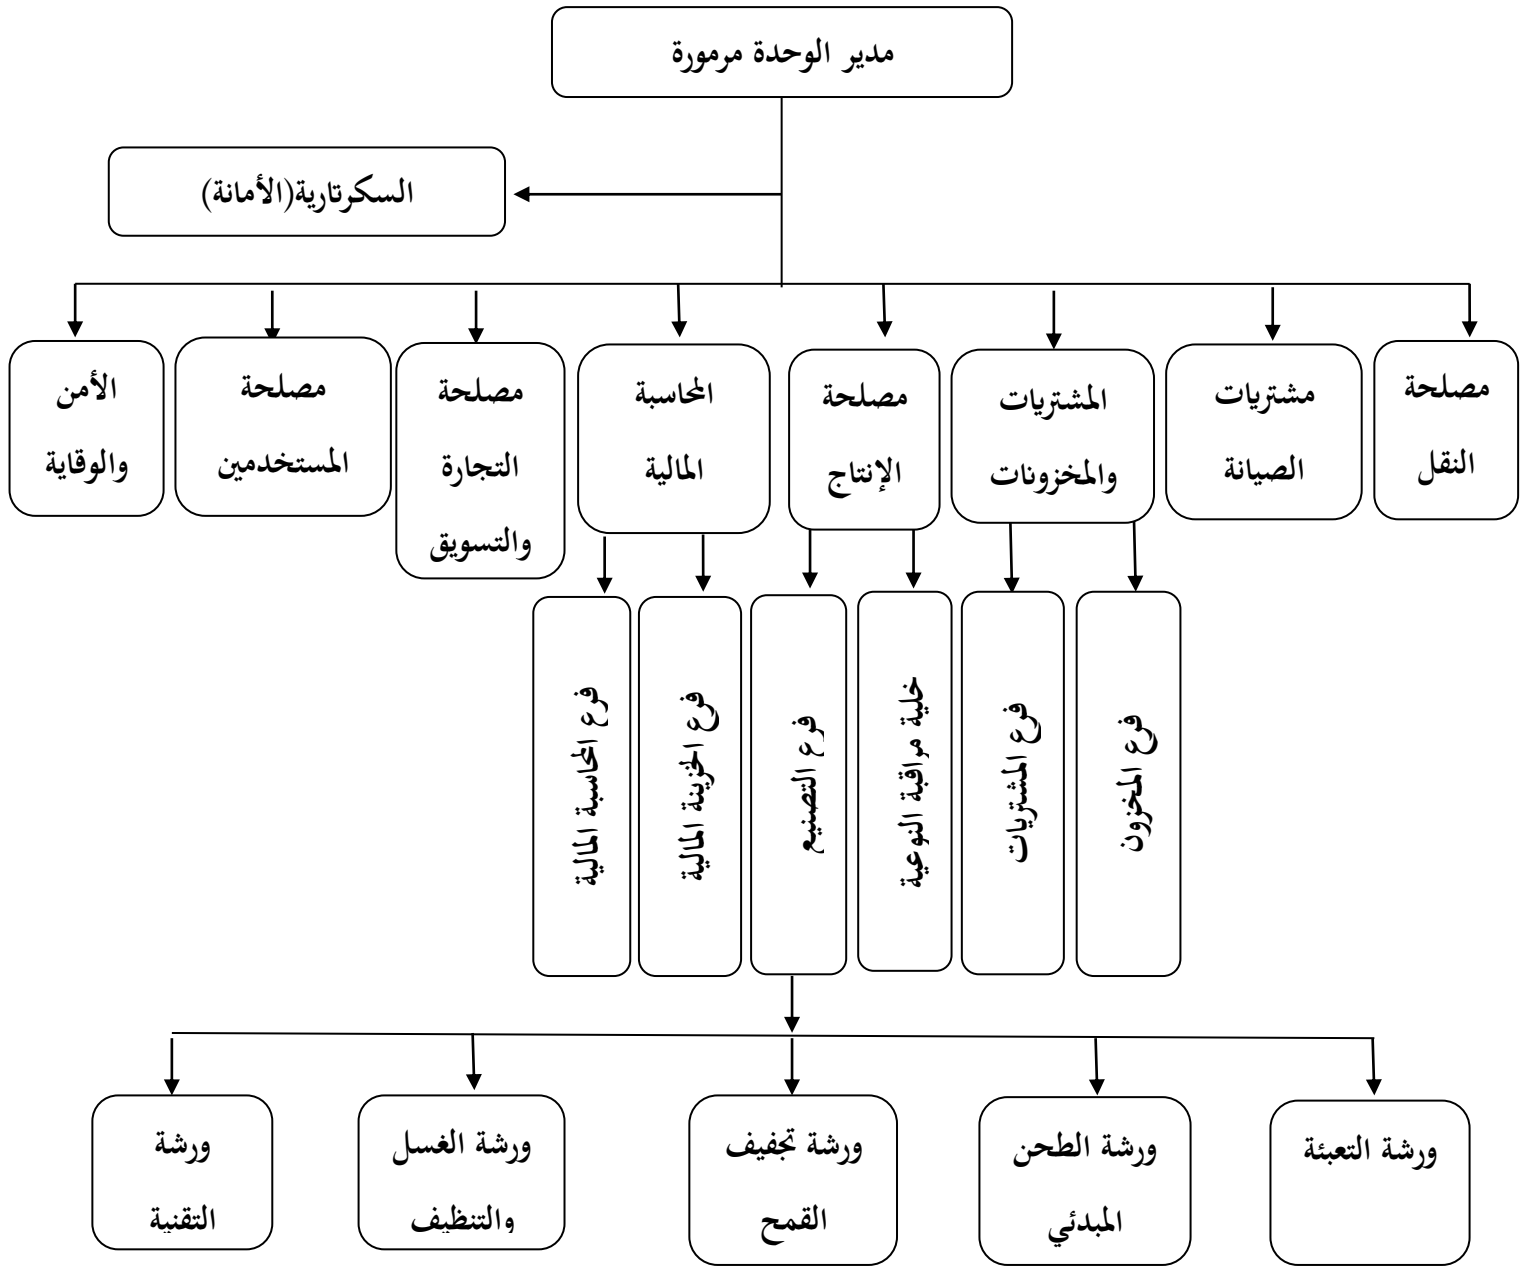 مدير الوحدة مرمورة
السكرتارية(الأمانة)
مصلحة
النقل
مشتريات
الصيانة
المشتريات
والمخزونات
مصلحة
الإنتاج
المحاسبة
المالية
مصلحة
التجارة
والتسويق
مصلحة
المستخدمين
الأمن
والوقاية
فرع المخزون
فرع المشتريات
خلية مراقبة النوعية
فرع التصنيع
فرع الخزينة المالية
فرع المحاسبة المالية
ورشة التعبئة
ورشة الطحن
المبدئي
ورشة تجفيف
القمح
ورشة الغسل
والتنظيف
ورشة
التقنية